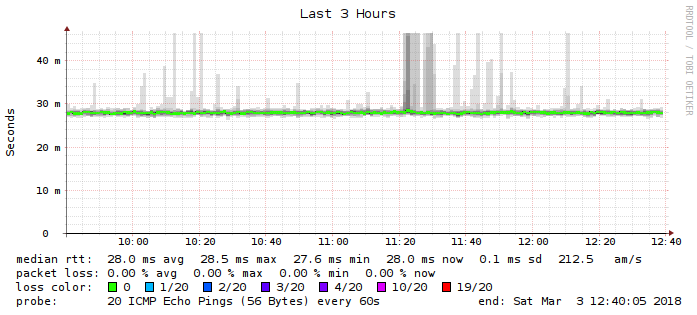 Last 3 Hours
RRDTOOL / TOBI OETIKER
Seconds
40 m
30 m
20 m
10 m
0
10:00 10:20 10:40 11:00 11:20 11:40 12:00 12:20 12:40
median rtt: 28.0 ms avg 28.5 ms max 27.6 ms min 28.0 ms now 0.1 ms sd 212.5 am/s
packet loss: 0.00 % avg 0.00 % max 0.00 % min 0.00 % now
loss color: 0 1/20 2/20 3/20 4/20 10/20 19/20
probe: 20 ICMP Echo Pings (56 Bytes) every 60s end: Sat Mar 3 12:40:05 2018